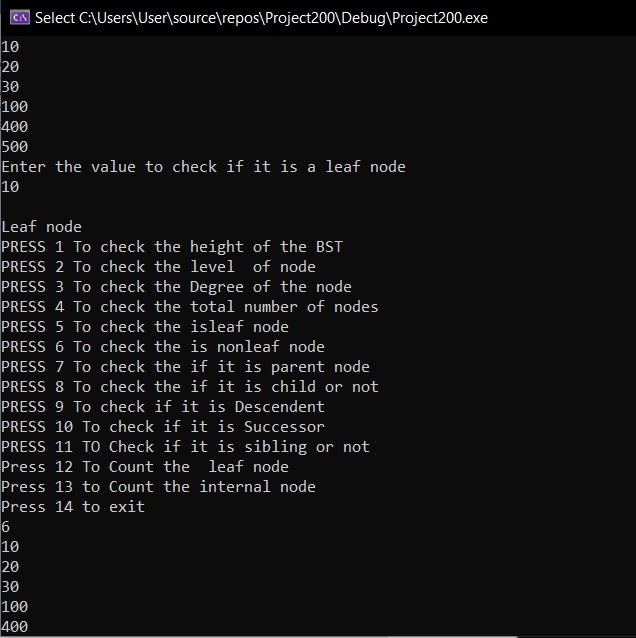 C:\
Select C:\Users\User\source\repos\Project200\Debug\Project200.exe
10
20
30
100
400
500
Enter the value to check if it is a leaf node
10
Leaf node
PRESS 1 To check the height of the BST
PRESS 2 To check the level  of node
PRESS 3 To check the Degree of the node
PRESS 4 To check the total number of nodes
PRESS 5 To check the isleaf node
PRESS 6 To check the is nonleaf node
PRESS 7 To check the if it is parent node
PRESS 8 To check the if it is child or not
PRESS 9 To check if it is Descendent
PRESS 10 To check if it is Successor
PRESS 11 TO Check if it is sibling or not
Press 12 To Count the  leaf node
Press 13 to Count the internal node
Press 14 to exit
6
10
20
30
100
400